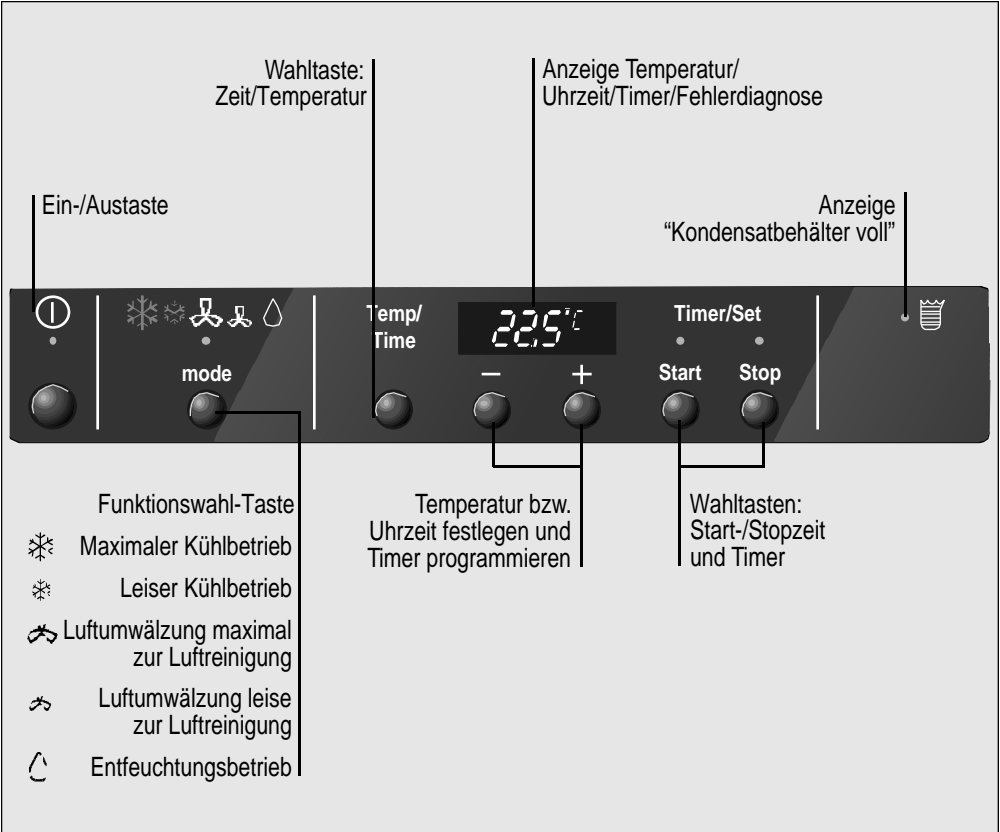 Wahltaste:
Zeit/Temperatur
Anzeige Temperatur/
Uhrzeit/Timer/Fehlerdiagnose
Ein-/Austaste
Anzeige
“Kondensatbehälter voll”
Temp/
Time
22,5°C
Timer/Set
mode
Start
Stop
Funktionswahl-Taste
Maximaler Kühlbetrieb
Leiser Kühlbetrieb
Luftumwälzung maximal
zur Luftreinigung
Luftumwälzung leise
zur Luftreinigung
Entfeuchtungsbetrieb
Temperatur bzw.
Uhrzeit festlegen und
Timer programmieren
Wahltasten:
Start-/Stopzeit
und Timer